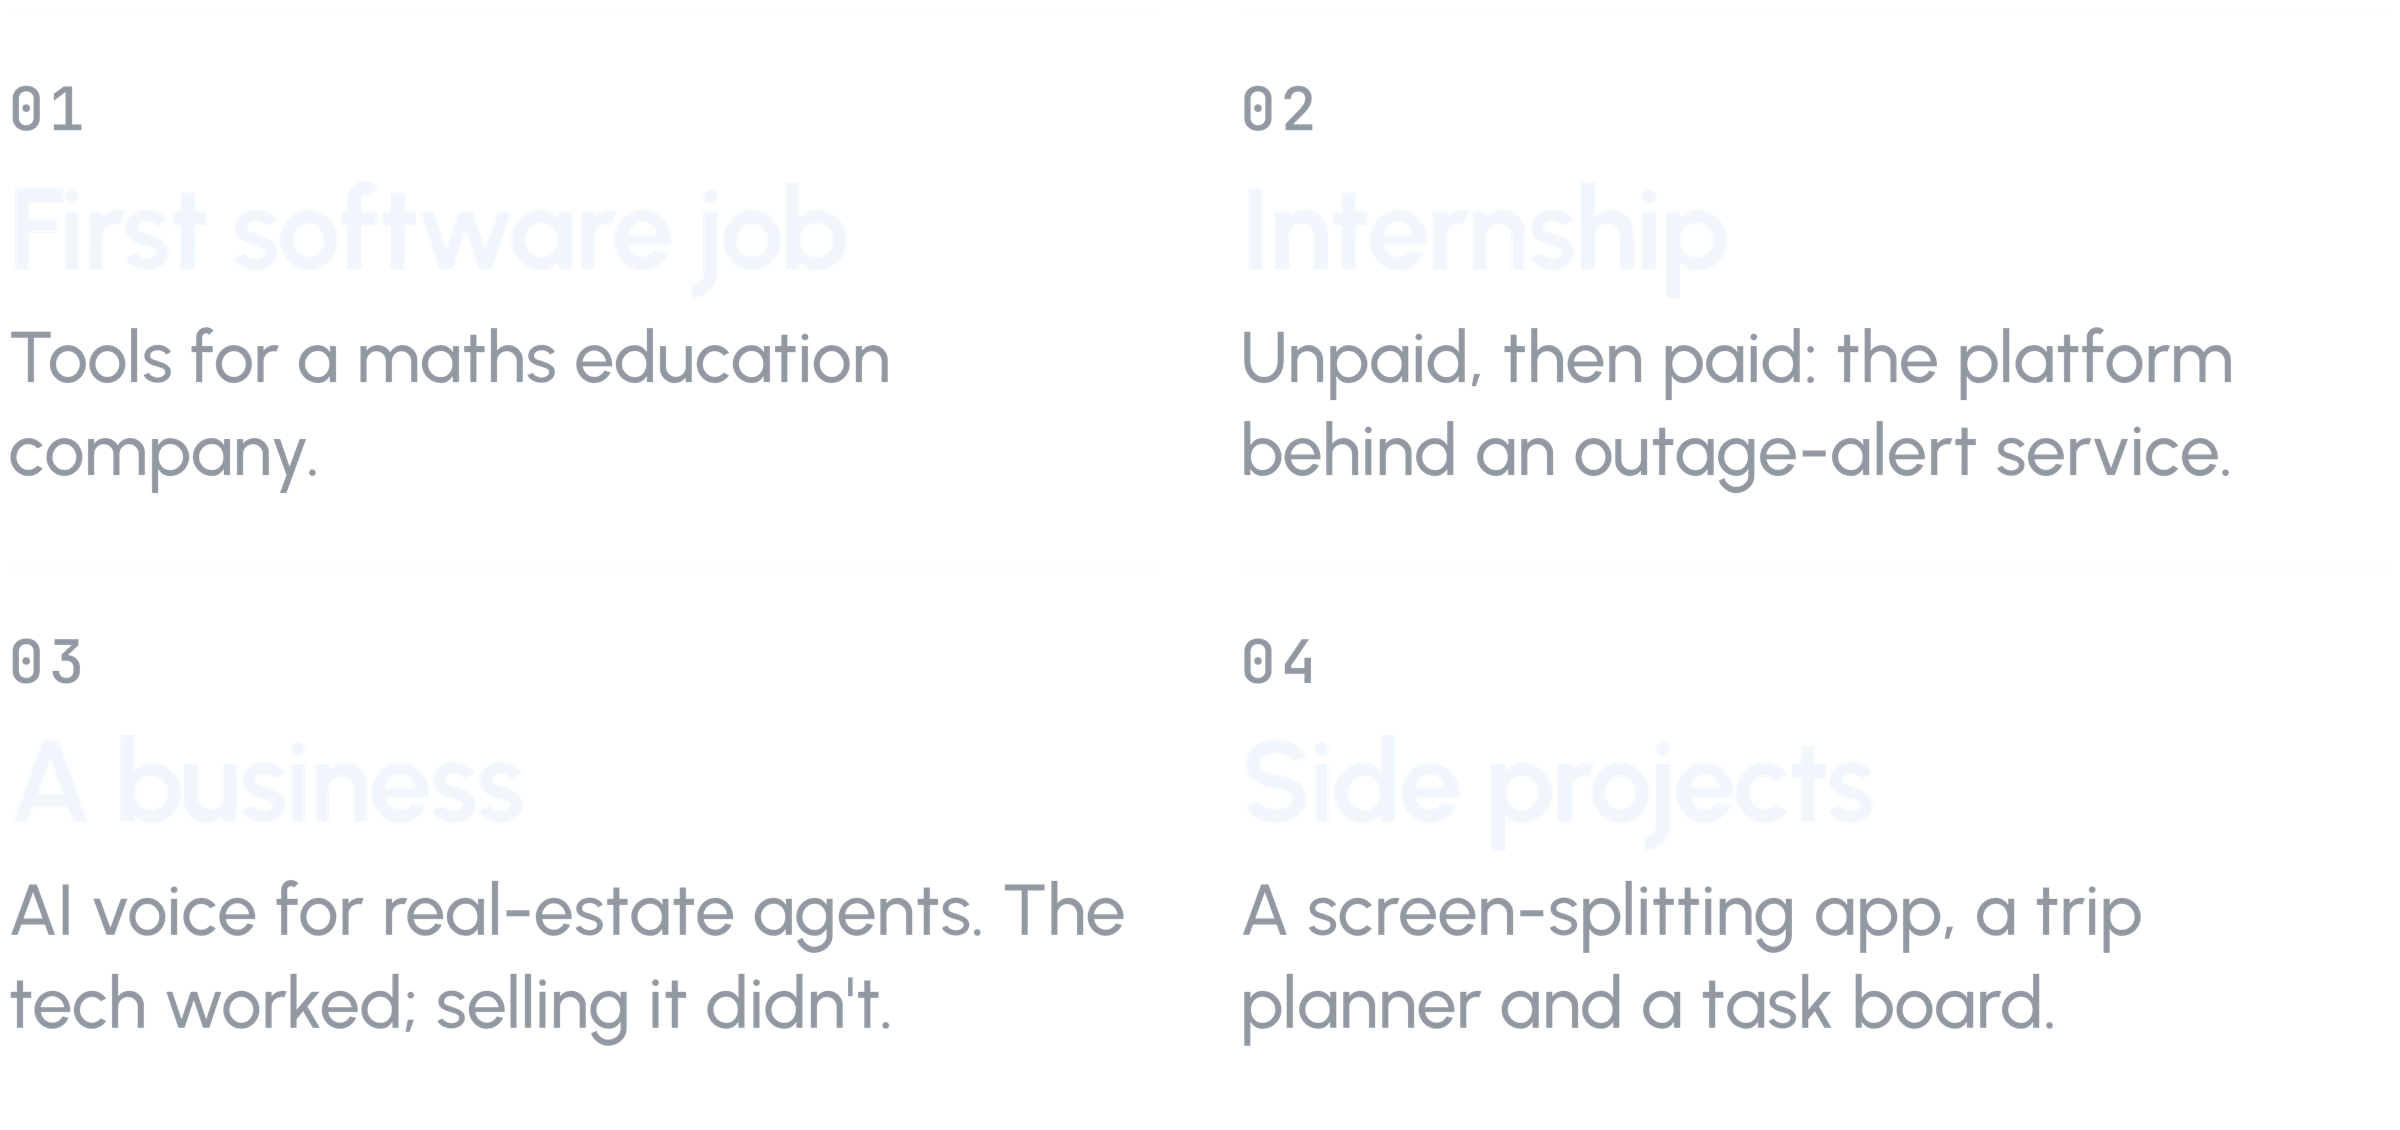 01
First software job
Tools for a maths education
company.
02
Internship
Unpaid, then paid: the platform
behind an outage-alert service.
03
A business
AI voice for real-estate agents. The
tech worked; selling it didn't.
04
Side projects
A screen-splitting app, a trip
planner and a task board.